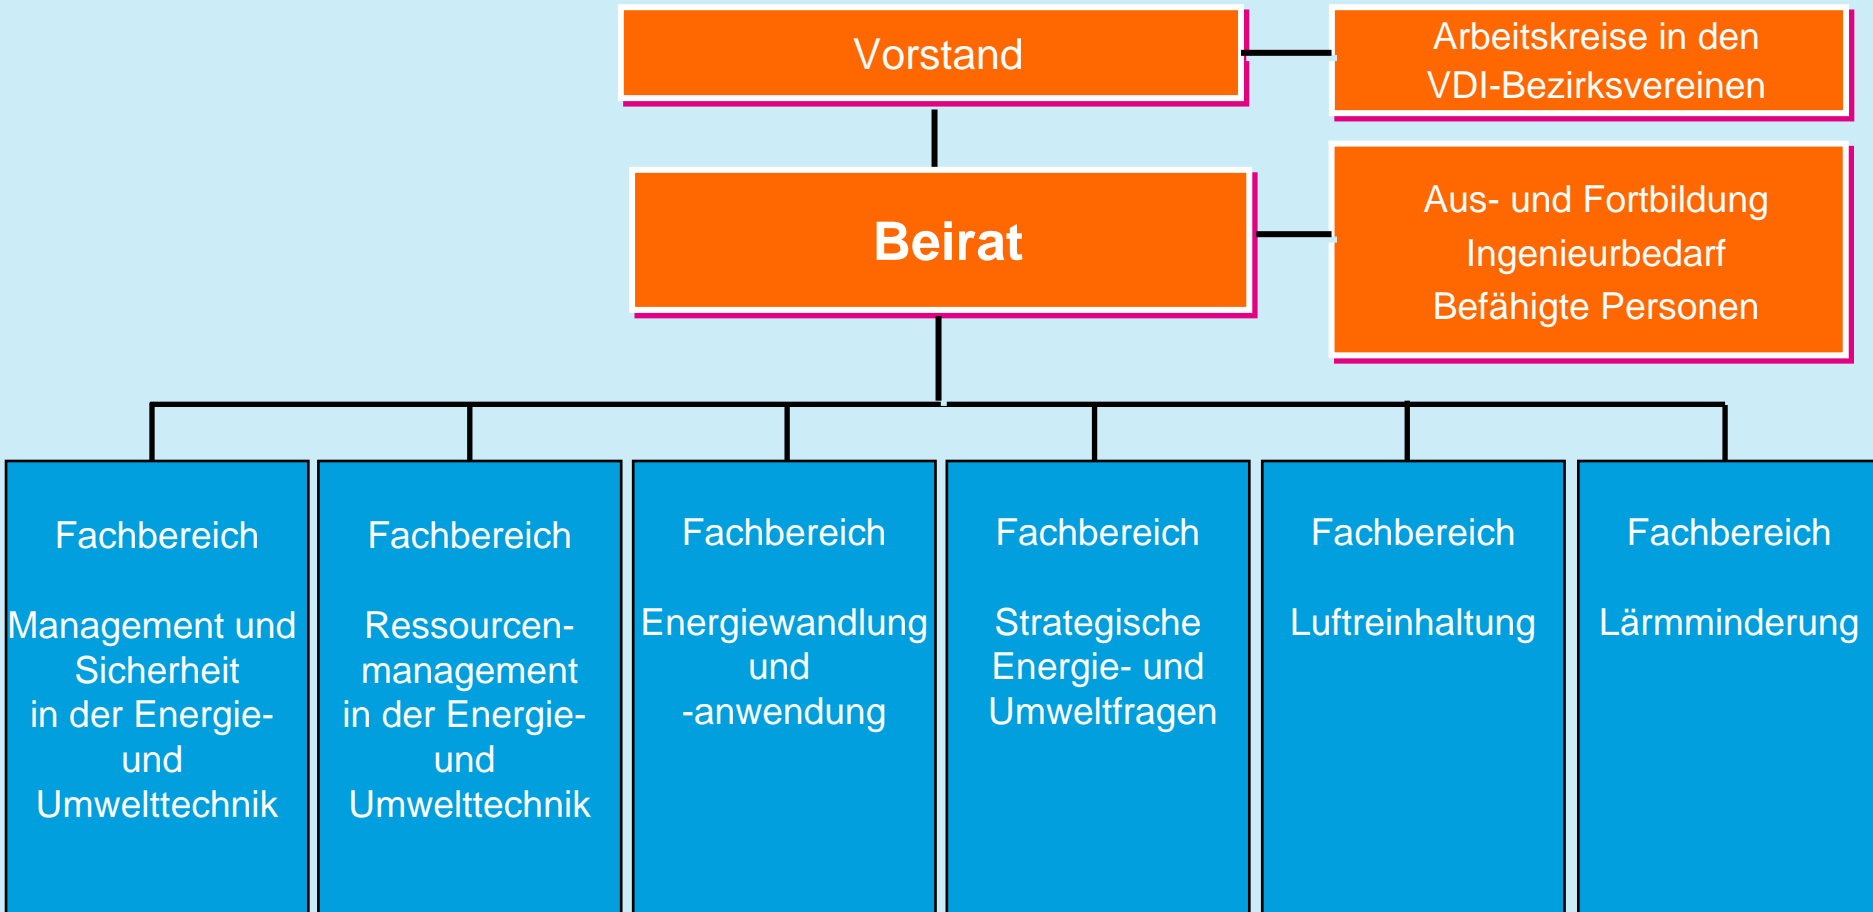 Vorstand
Arbeitskreise in den
VDI-Bezirksvereinen
Beirat
Aus- und Fortbildung
Ingenieurbedarf
Befähigte Personen
Fachbereich
Management und
Sicherheit
in der Energie-
und
Umwelttechnik
Fachbereich
Ressourcen-
management
in der Energie-
und
Umwelttechnik
Fachbereich
Energiewandlung
und
-anwendung
Fachbereich
Strategische
Energie- und
Umweltfragen
Fachbereich
Luftreinhaltung
Fachbereich
Lärmminderung